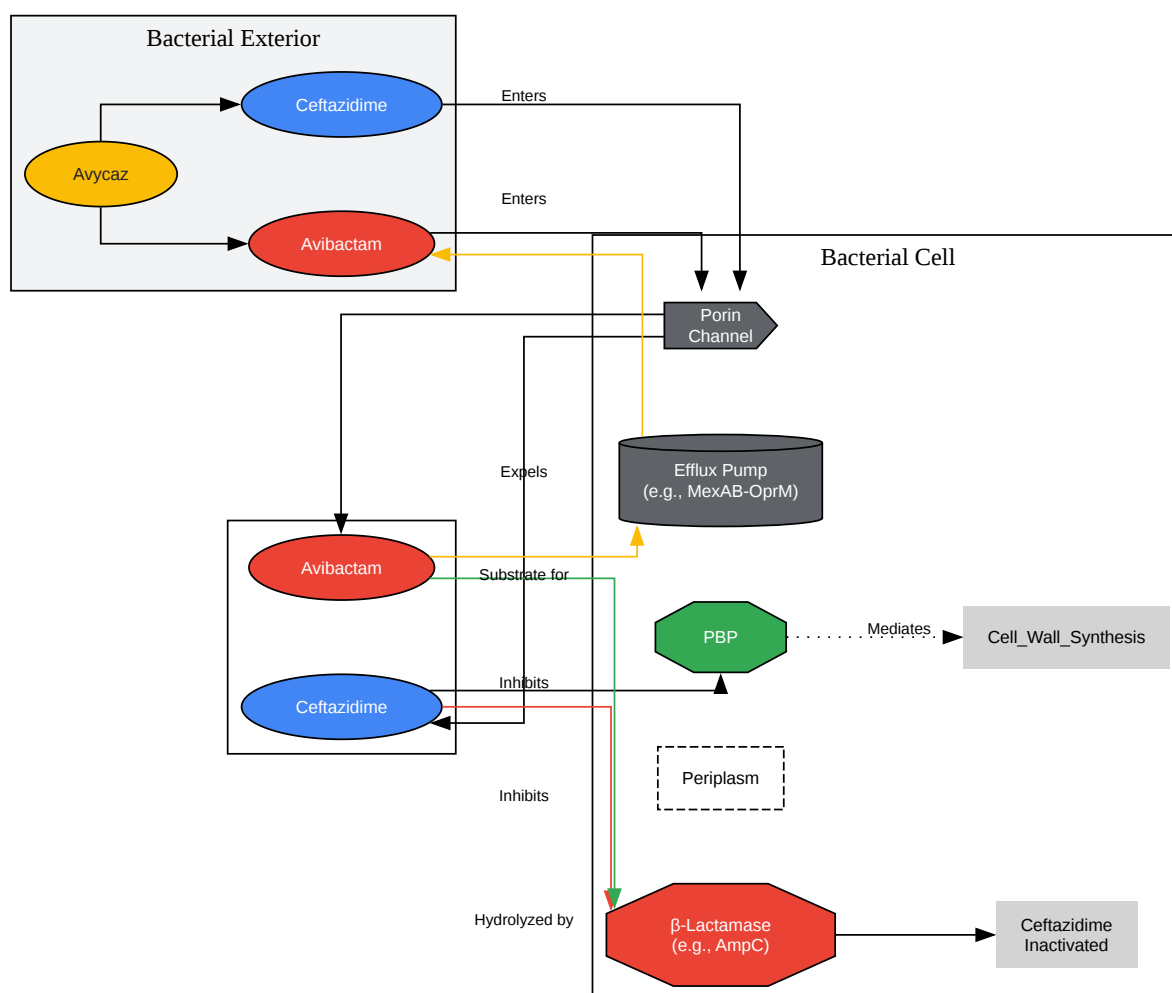 Bacterial Exterior
Ceftazidime
Enters
Avycaz
Enters
Avibactam
Bacterial Cell
Porin
Channel
Expels
Efflux Pump
(e.g., MexAB-OprM)
Avibactam
Substrate for
PBP
Mediates
Cell_Wall_Synthesis
Inhibits
Ceftazidime
Periplasm
Inhibits
Hydrolyzed by
β-Lactamase
(e.g., AmpC)
Ceftazidime
Inactivated